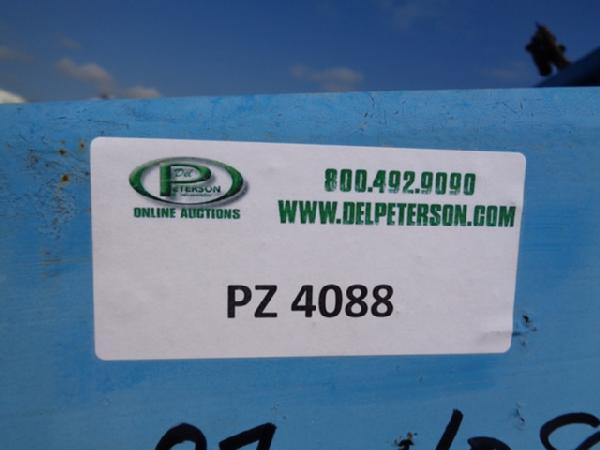 Del
PETERSON
ONLINE AUCTIONS
800.492.9090
WWW.DELPETERSON.COM
PZ 4088